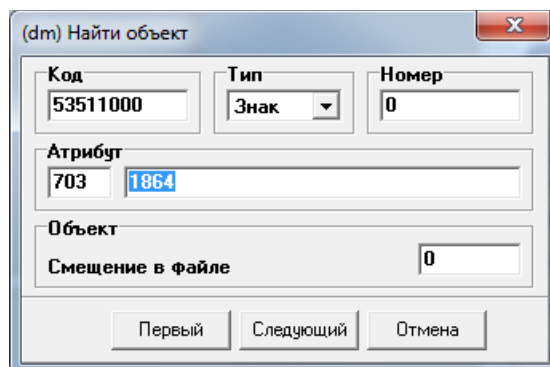 (dm) Найти объект
Код Тип Номер
53511000 Знак 0
Атрибут
703 1864
Объект
Смещение в файле 0
Первый Следующий Отмена